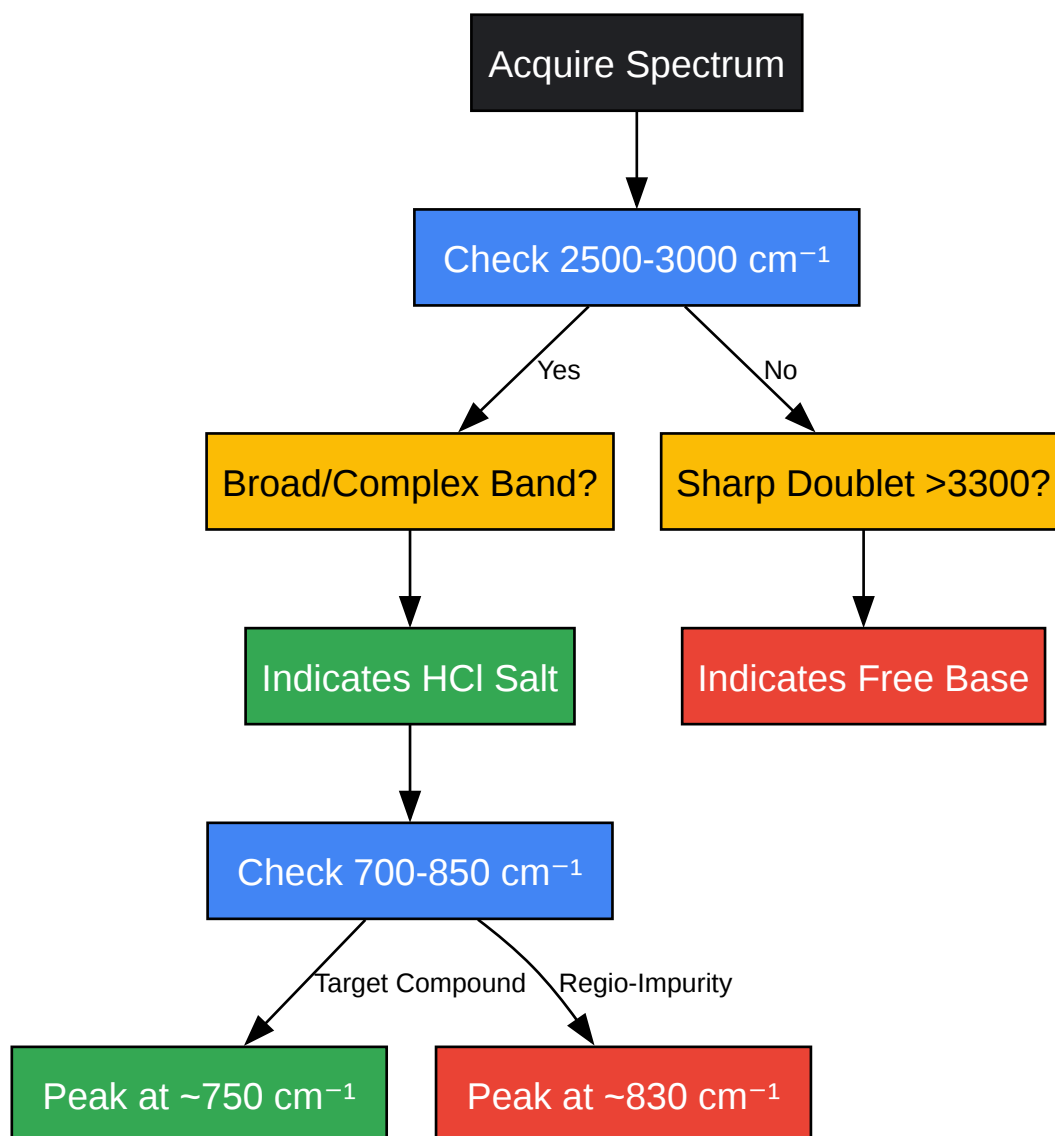 Acquire Spectrum
Check 2500-3000 cm⁻¹
Yes
No
Broad/Complex Band?
Sharp Doublet >3300?
Indicates HCl Salt
Indicates Free Base
Check 700-850 cm⁻¹
Target Compound
Regio-Impurity
Peak at ~750 cm⁻¹
Peak at ~830 cm⁻¹